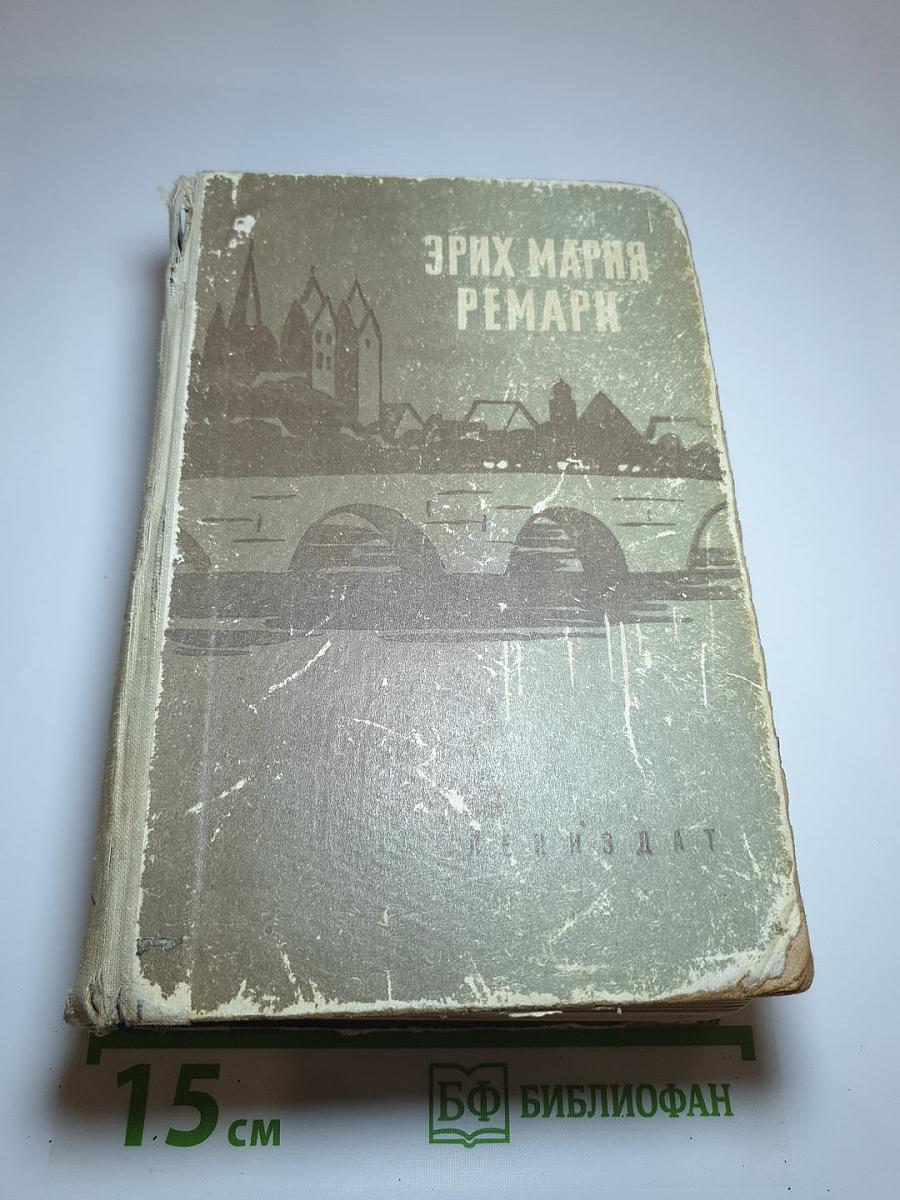 ЭРИХ МАРИЯ
РЕМАРК
ЛЕНИЗДАТ
15 см
БФ БИБЛИОФАН